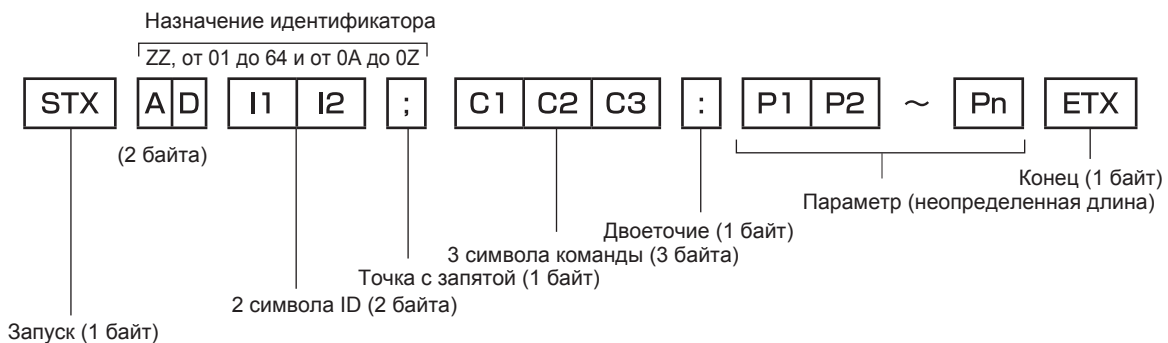 Назначение идентификатора
ZZ, от 01 до 64 и от 0A до 0Z
STX A D I1 I2 ; C1 C2 C3 : P1 P2 ~ Pn ETX
(2 байта)
Конец (1 байт)
Параметр (неопределенная длина)
Двоеточие (1 байт)
3 символа команды (3 байта)
Точка с запятой (1 байт)
2 символа ID (2 байта)
Запуск (1 байт)